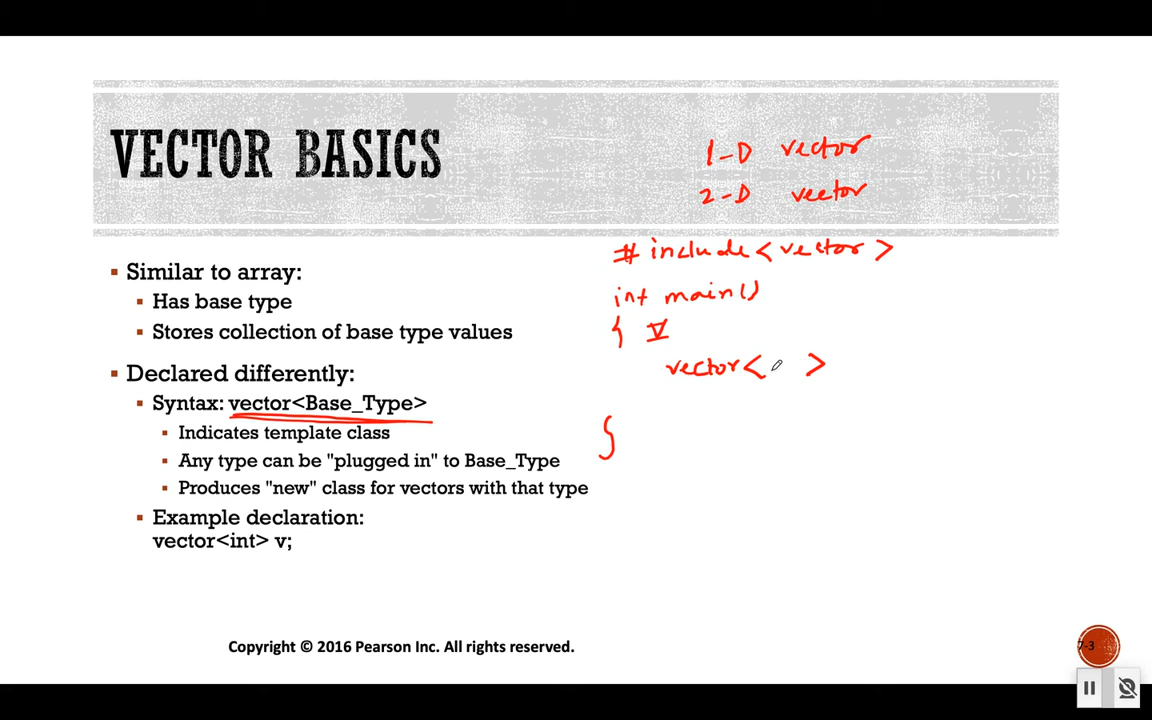 VECTOR BASICS
1-D vector
2-D vector
▪ Similar to array:
▪ Has base type
▪ Stores collection of base type values
▪ Declared differently:
▪ Syntax: vector<Base_Type>
▪ Indicates template class
▪ Any type can be "plugged in" to Base_Type
▪ Produces "new" class for vectors with that type
▪ Example declaration:
vector<int> v;
# include <vector>
int main()
{
vector< >
}
Copyright © 2016 Pearson Inc. All rights reserved.
7-3